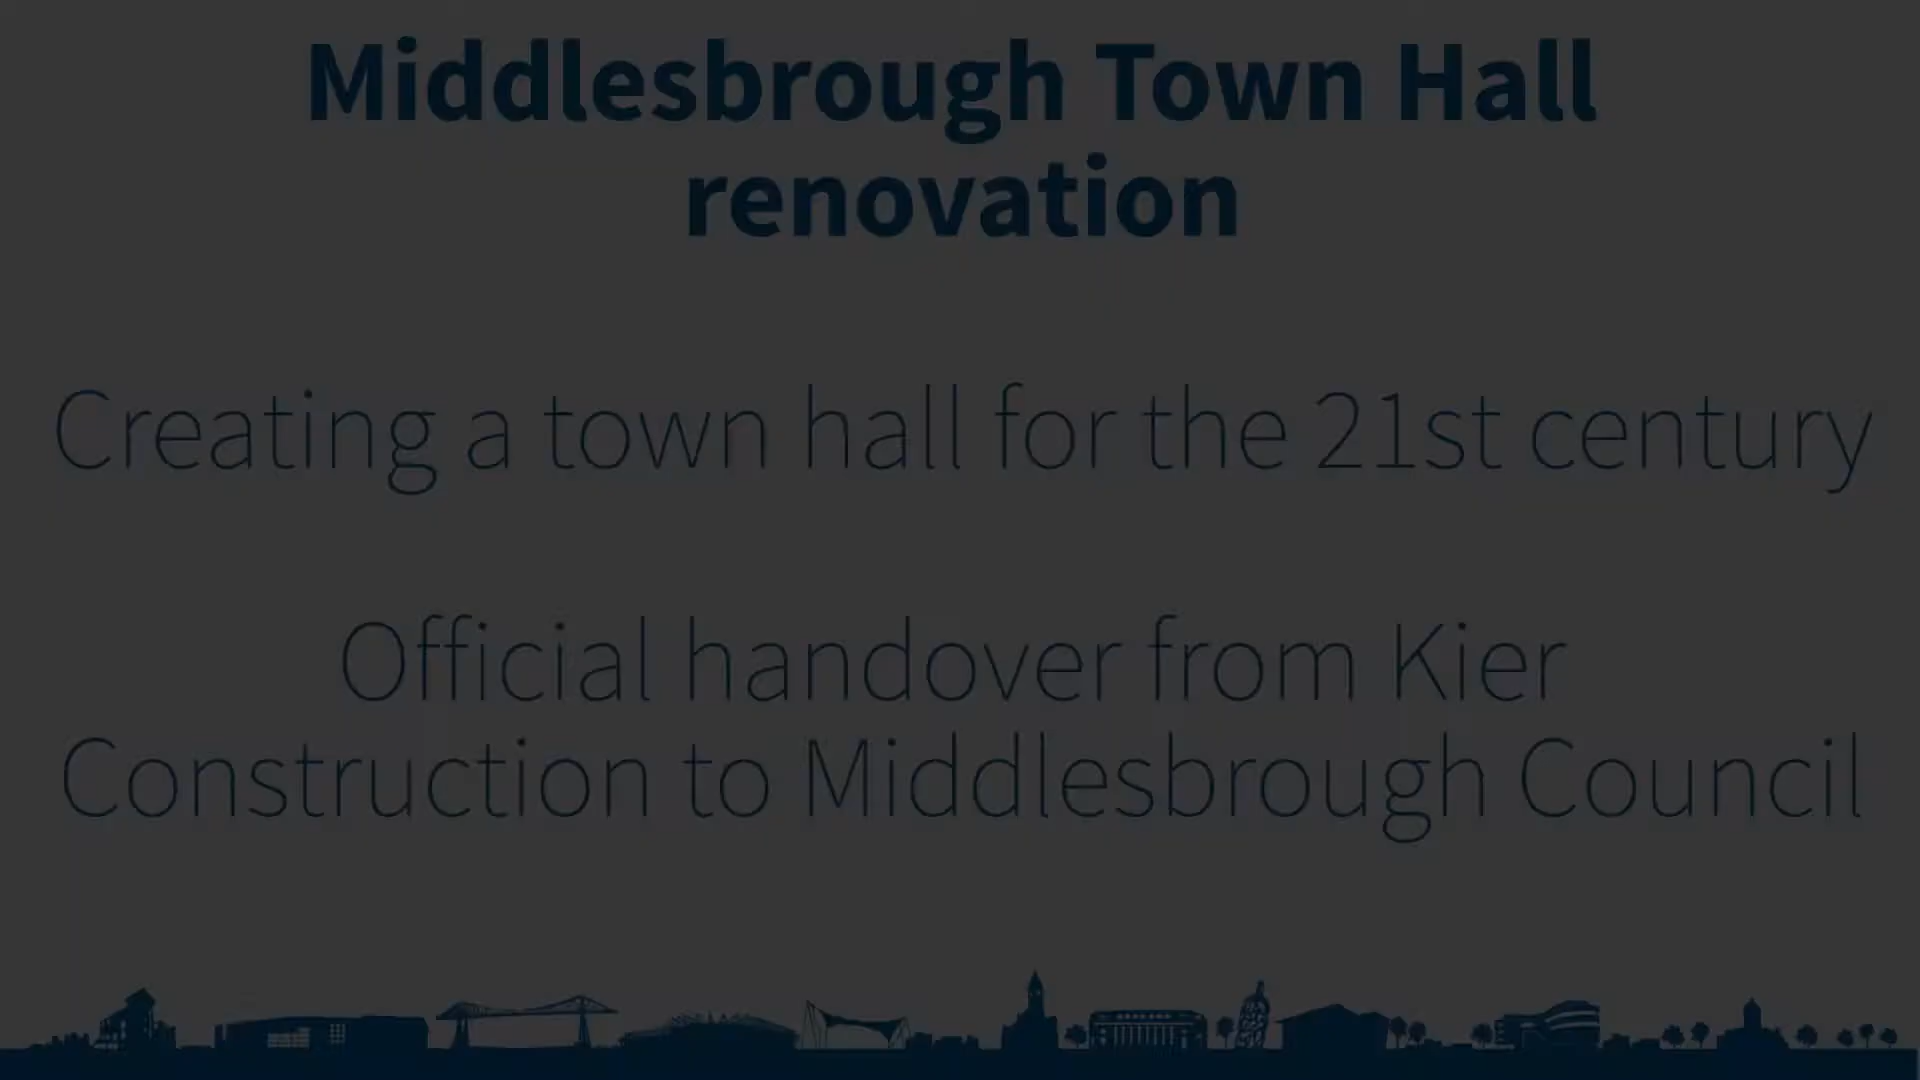 Middlesbrough Town Hall
renovation
Creating a town hall for the 21st century
Official handover from Kier
Construction to Middlesbrough Council